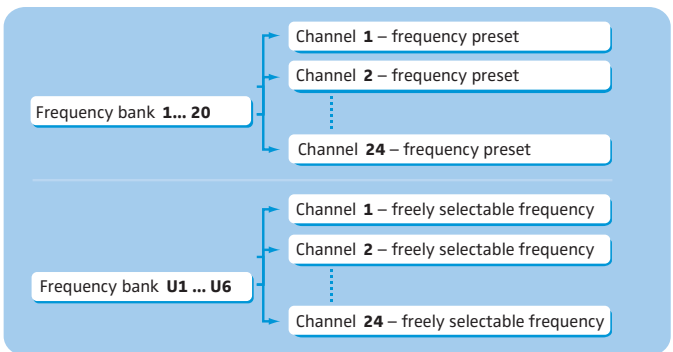 Channel 1 – frequency preset
Channel 2 – frequency preset
Frequency bank 1... 20
Channel 24 – frequency preset
Channel 1 – freely selectable frequency
Channel 2 – freely selectable frequency
Frequency bank U1 ... U6
Channel 24 – freely selectable frequency